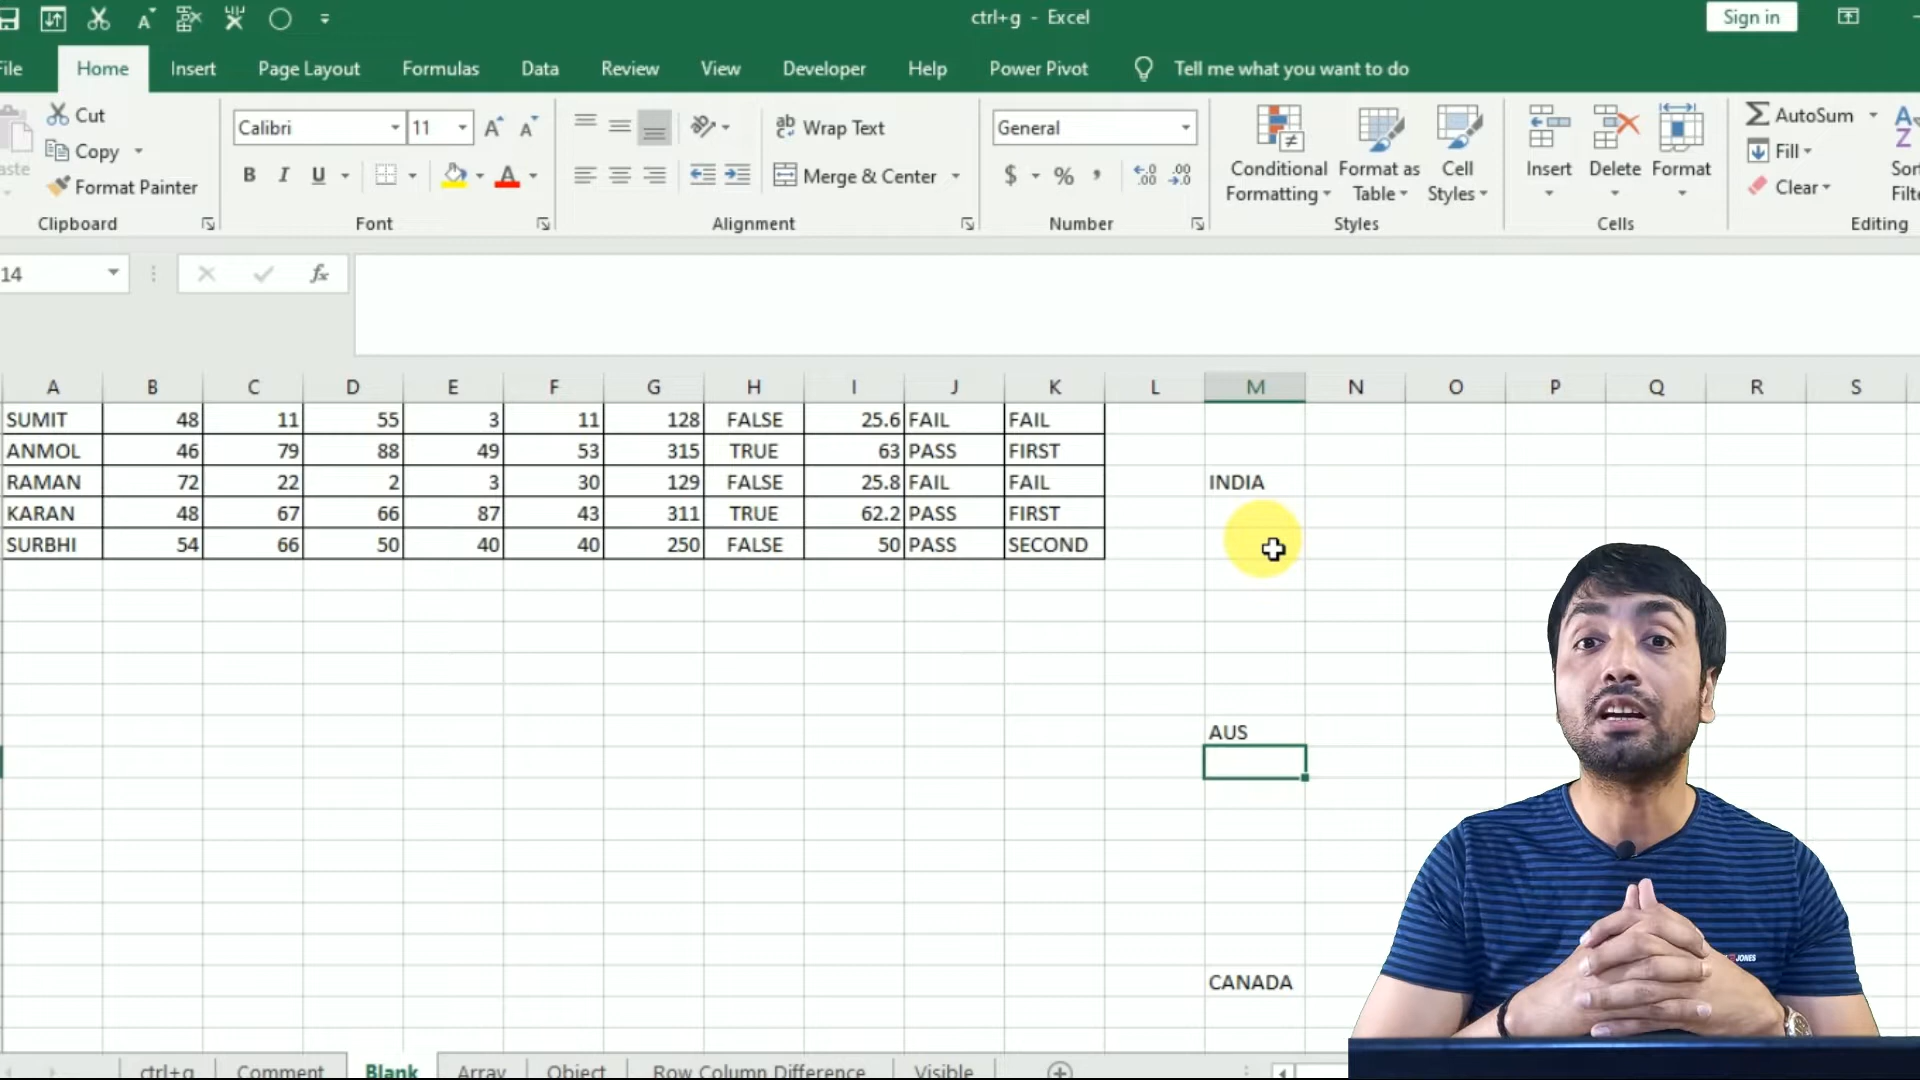 ctrl+g - Excel
Sign in
File Home Insert Page Layout Formulas Data Review View Developer Help Power Pivot Tell me what you want to do
Cut
Copy
Format Painter
Clipboard
Calibri 11
B I U
Font
Wrap Text
Merge & Center
Alignment
General
$ % ,
Number
Conditional Formatting
Format as Table
Cell Styles
Styles
Insert Delete Format
Cells
AutoSum
Fill
Clear
Editing
14
fx
A B C D E F G H I J K L M N O P Q R S
SUMIT 48 11 55 3 11 128 FALSE 25.6 FAIL FAIL
ANMOL 46 79 88 49 53 315 TRUE 63 PASS FIRST
RAMAN 72 22 2 3 30 129 FALSE 25.8 FAIL FAIL INDIA
KARAN 48 67 66 87 43 311 TRUE 62.2 PASS FIRST
SURBHI 54 66 50 40 40 250 FALSE 50 PASS SECOND
AUS
JONES
CANADA
ctrl+g Comment Blank Array Object Row Column Difference Visible